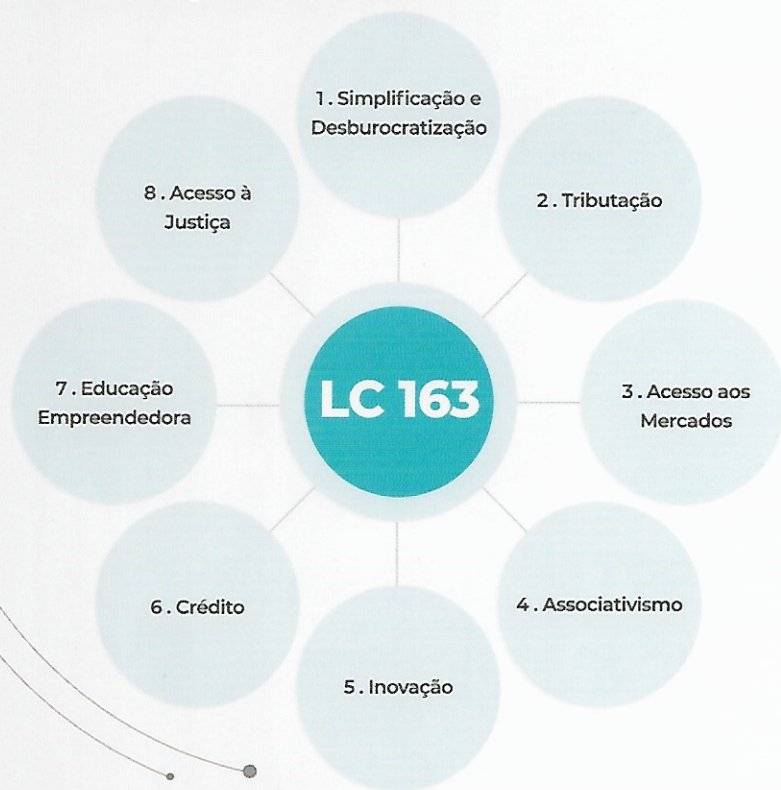 1. Simplificação e
Desburocratização
2. Tributação
3. Acesso aos
Mercados
4. Associativismo
5. Inovação
6. Crédito
7. Educação
Empreendedora
8. Acesso à
Justiça
LC 163